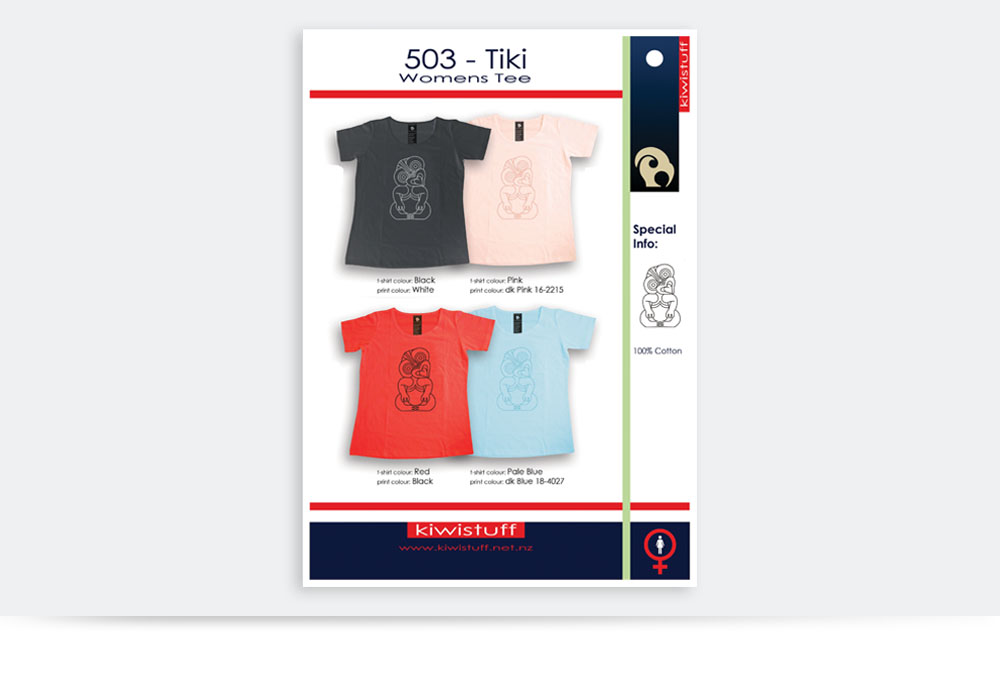 503 - Tiki
Womens Tee
kiwistuff
t-shirt colour: Black
print colour: White
t-shirt colour: Pink
print colour: dk Pink 16-2215
Special
Info:
100% Cotton
t-shirt colour: Red
print colour: Black
t-shirt colour: Pale Blue
print colour: dk Blue 18-4027
kiwistuff
www.kiwistuff.net.nz